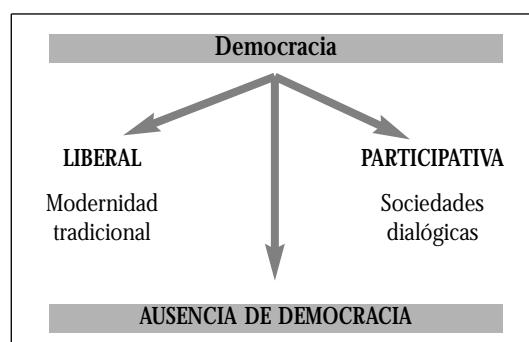 Democracia
LIBERAL
Modernidad
tradicional
PARTICIPATIVA
Sociedades
dialógicas
AUSENCIA DE DEMOCRACIA